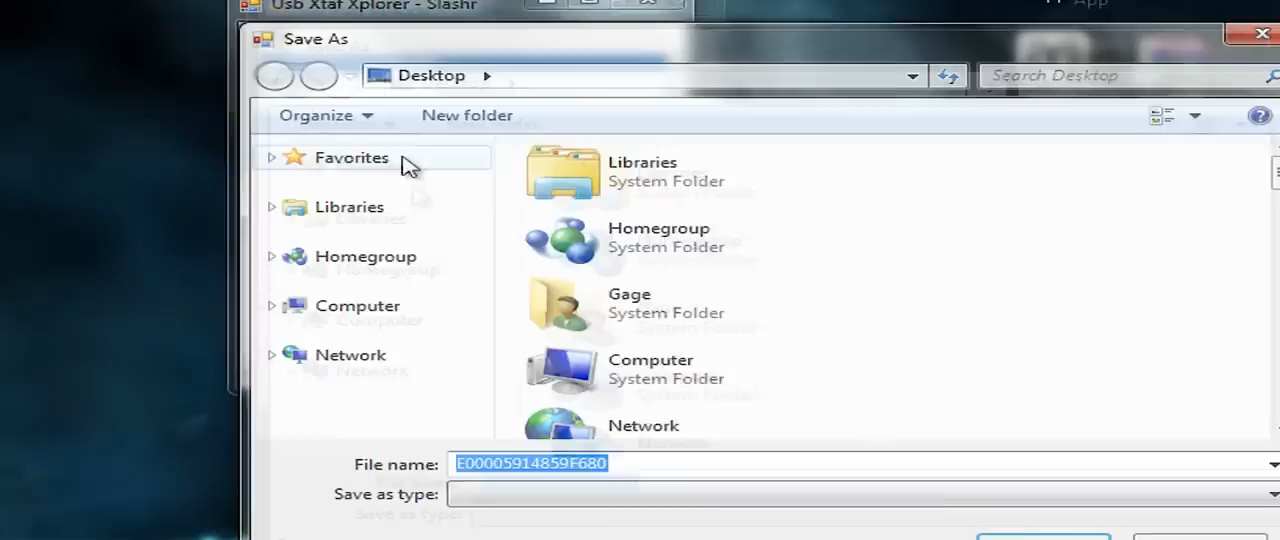 Usb Xtaf Xplorer - Slashr
App
Save As
Desktop
Search Desktop
Organize
New folder
Favorites
Libraries
Homegroup
Computer
Network
Libraries
System Folder
Homegroup
System Folder
Gage
System Folder
Computer
System Folder
Network
File name: E00005914859F680
Save as type: